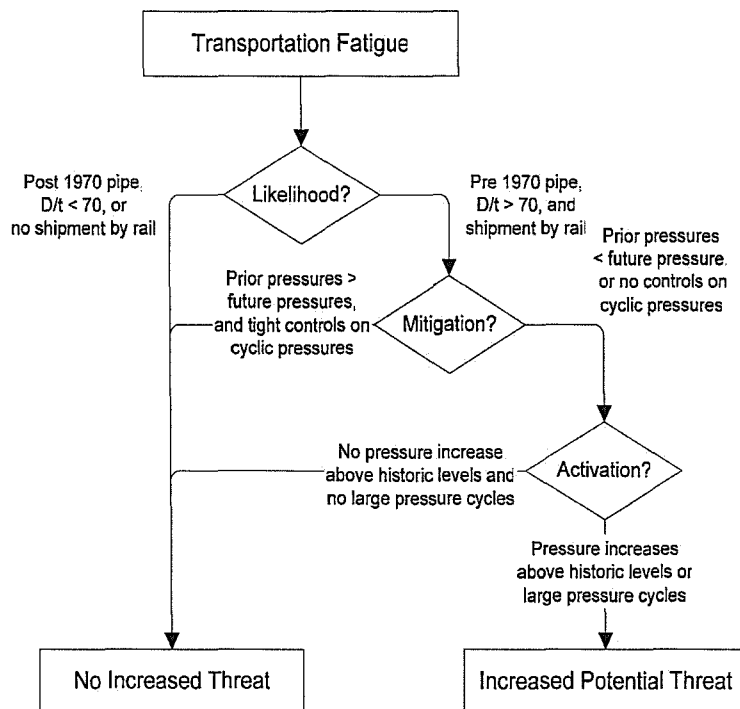 Transportation Fatigue
Likelihood?
Post 1970 pipe,
D/t < 70, or
no shipment by rail
Pre 1970 pipe,
D/t > 70, and
shipment by rail
Prior pressures
< future pressure,
or no controls on
cyclic pressures
Prior pressures >
future pressures,
and tight controls on
cyclic pressures
Mitigation?
No pressure increase
above historic levels and
no large pressure cycles
Activation?
Pressure increases
above historic levels or
large pressure cycles
No Increased Threat
Increased Potential Threat